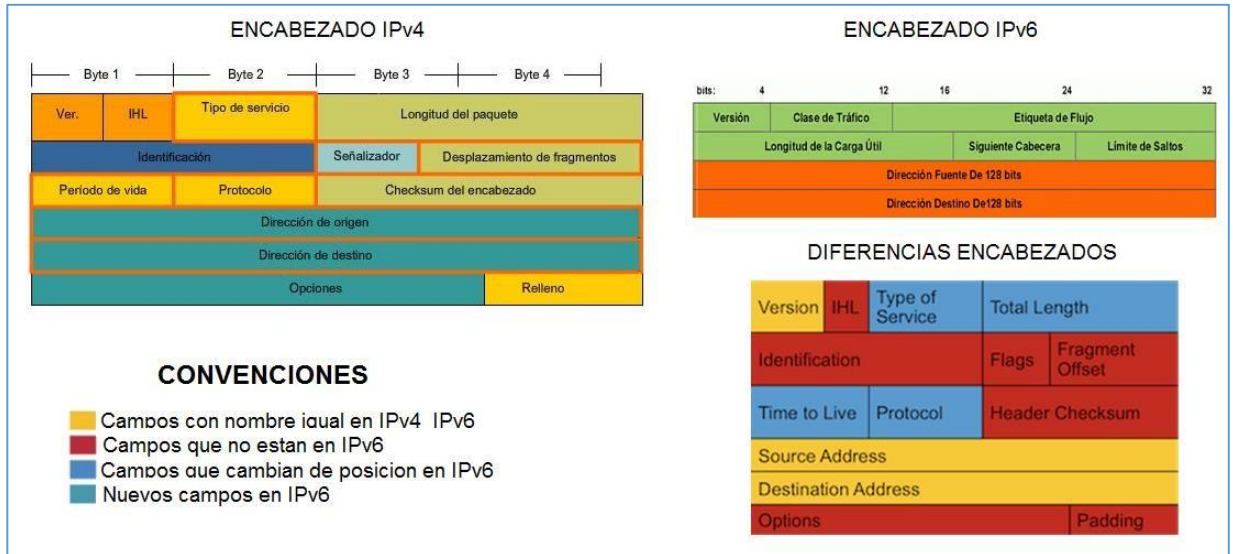 ENCABEZADO IPv4
Byte 1 Byte 2 Byte 3 Byte 4
Ver. IHL Tipo de servicio Longitud del paquete
Identificación Señalizador Desplazamiento de fragmentos
Período de vida Protocolo Checksum del encabezado
Dirección de origen
Dirección de destino
Opciones Relleno
CONVENCIONES
Campos con nombre igual en IPv4 IPv6
Campos que no estan en IPv6
Campos que cambian de posicion en IPv6
Nuevos campos en IPv6
ENCABEZADO IPv6
bits: 4 12 16 24 32
Versión Clase de Tráfico Etiqueta de Flujo
Longitud de la Carga Útil Siguiente Cabecera Límite de Saltos
Dirección Fuente De 128 bits
Dirección Destino De128 bits
DIFERENCIAS ENCABEZADOS
Version IHL Type of Service Total Length
Identification Flags Fragment Offset
Time to Live Protocol Header Checksum
Source Address
Destination Address
Options Padding